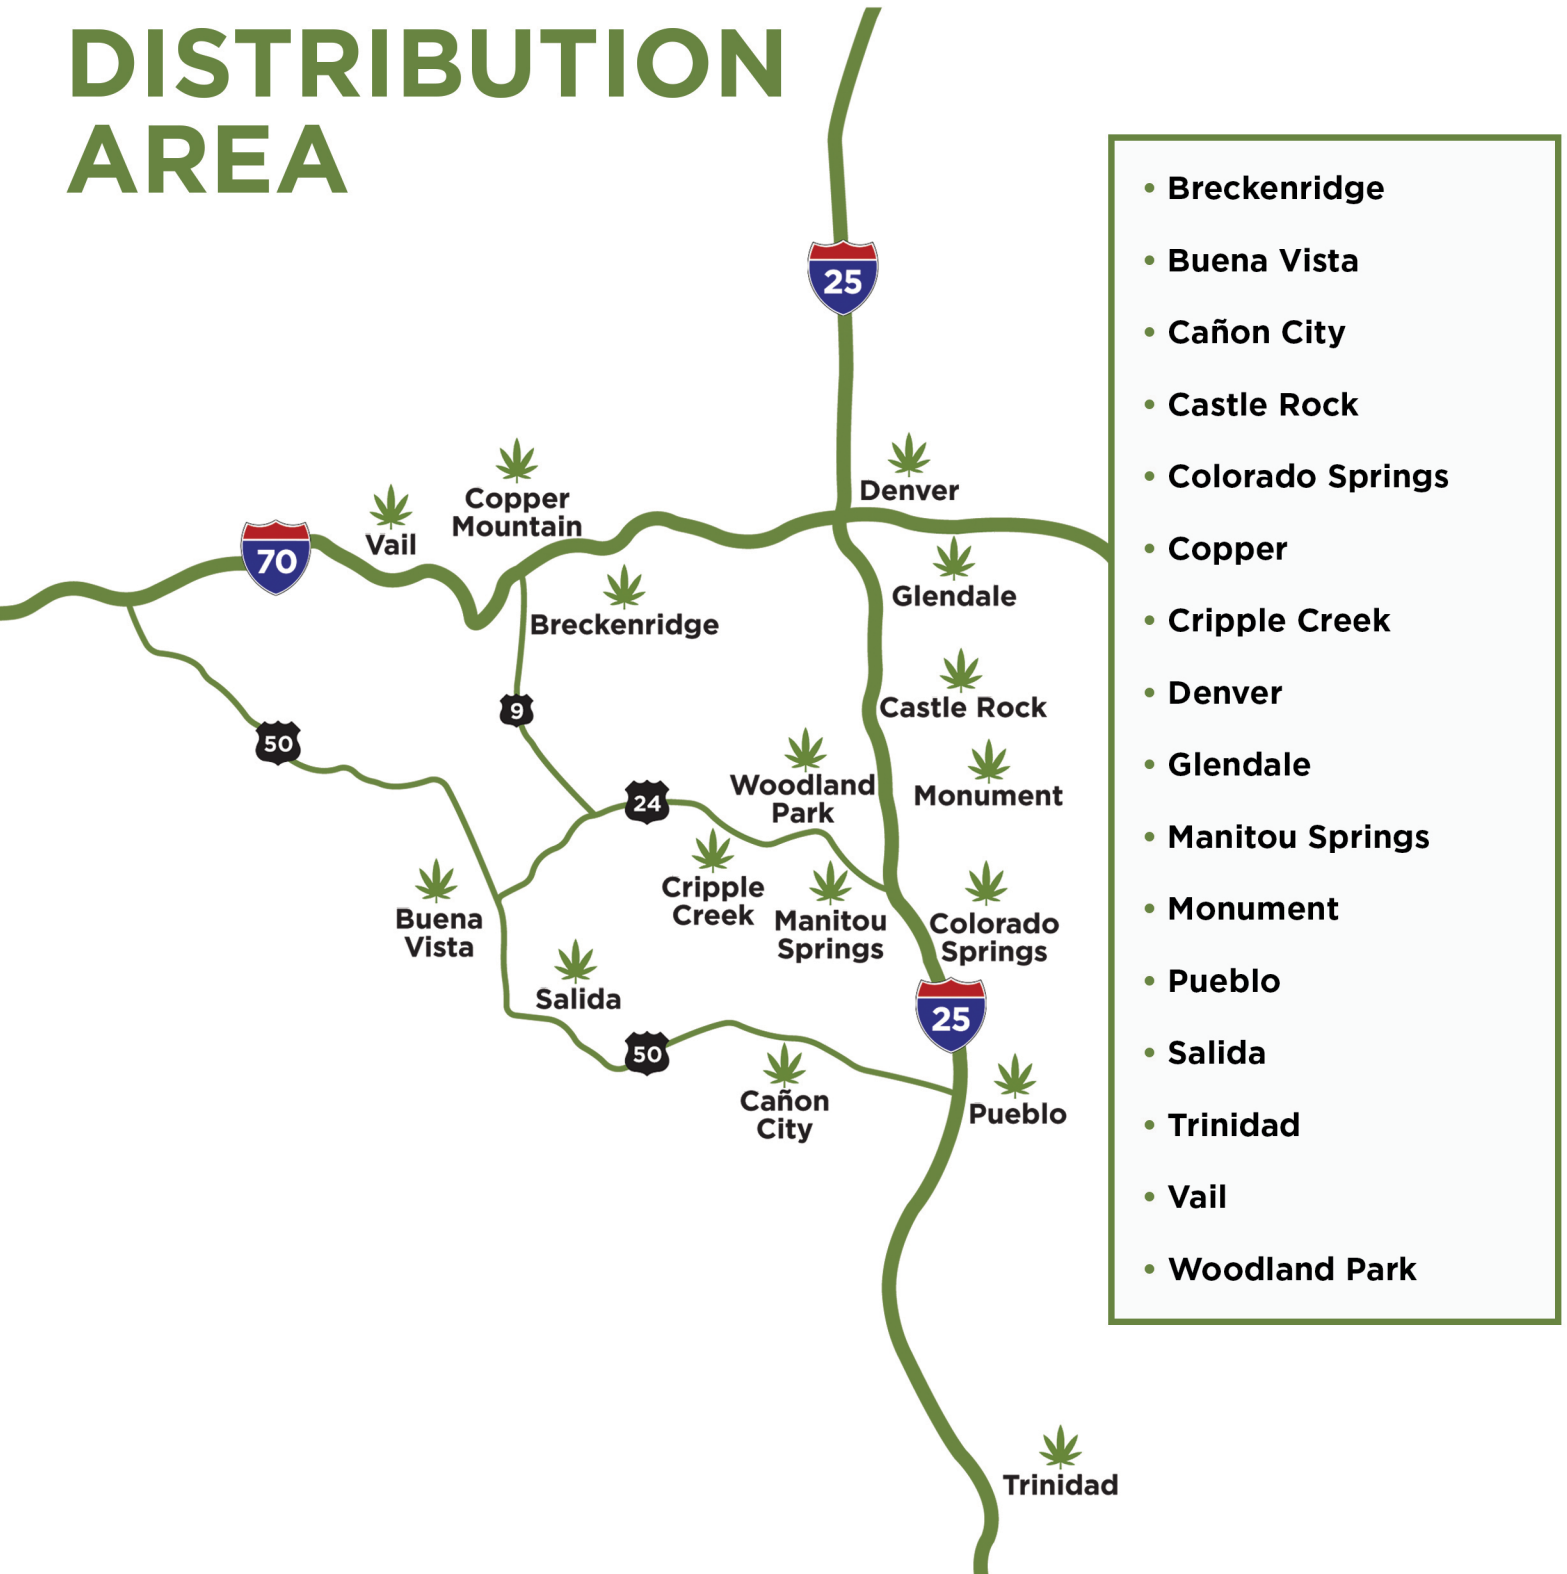 DISTRIBUTION
AREA
25
• Breckenridge
• Buena Vista
• Cañon City
• Castle Rock
• Colorado Springs
• Copper
• Cripple Creek
• Denver
• Glendale
• Manitou Springs
• Monument
• Pueblo
• Salida
• Trinidad
• Vail
• Woodland Park
Denver
Copper
Mountain
Vail
70
Glendale
Breckenridge
Castle Rock
9
50
Woodland
Park
Monument
24
Cripple
Creek
Manitou
Springs
Colorado
Springs
Buena
Vista
Salida
25
50
Cañon
City
Pueblo
Trinidad